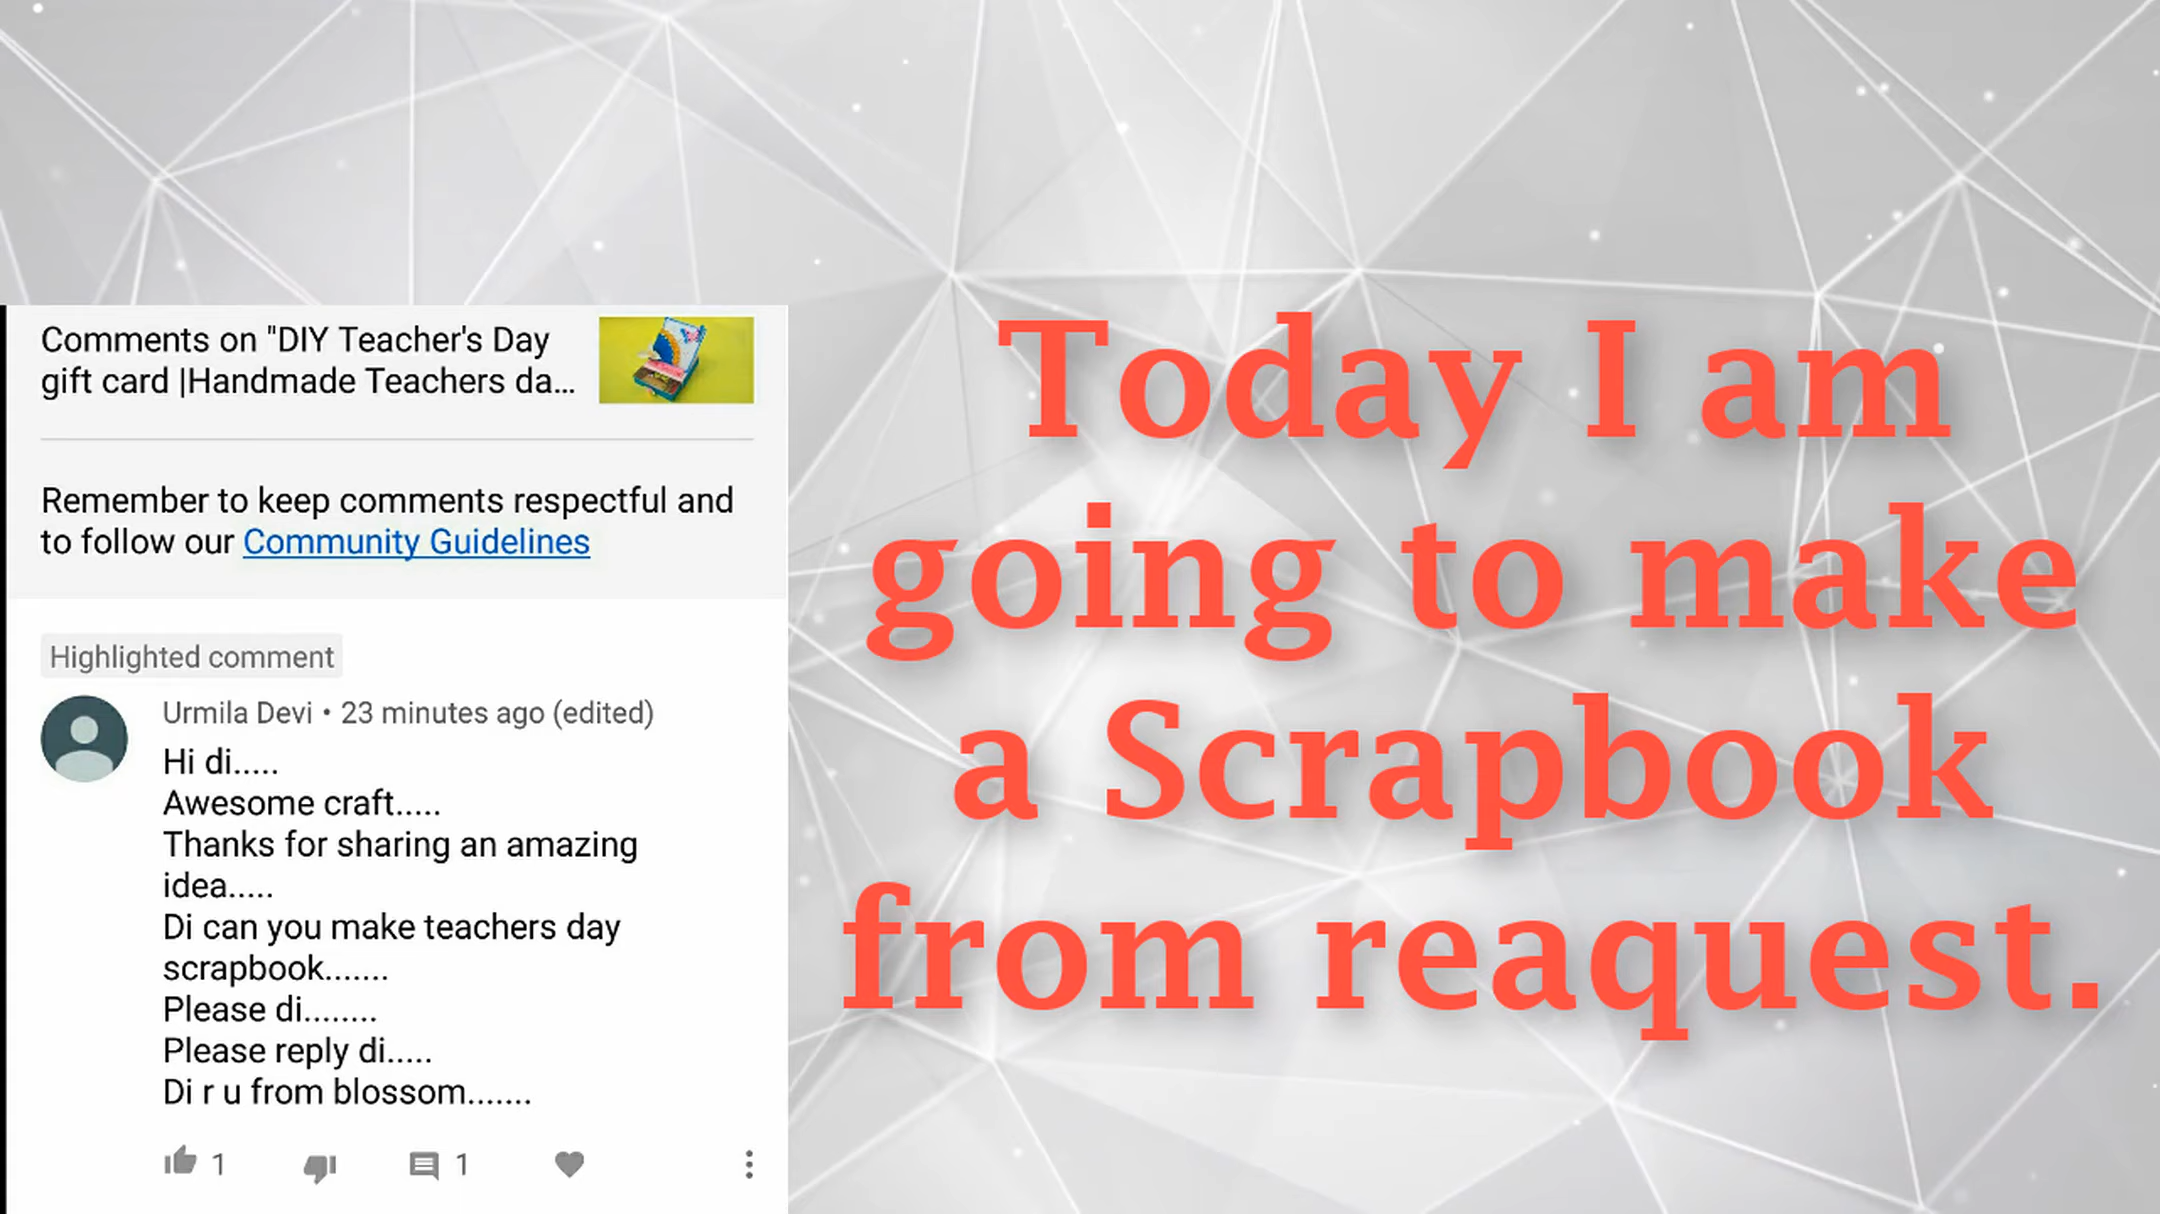 Comments on "DIY Teacher's Day
gift card |Handmade Teachers da...
Remember to keep comments respectful and
to follow our Community Guidelines
Highlighted comment
Urmila Devi • 23 minutes ago (edited)
Hi di.....
Awesome craft.....
Thanks for sharing an amazing
idea.....
Di can you make teachers day
scrapbook.......
Please di........
Please reply di.....
Di r u from blossom.......
1
1
Today I am
going to make
a Scrapbook
from reaquest.